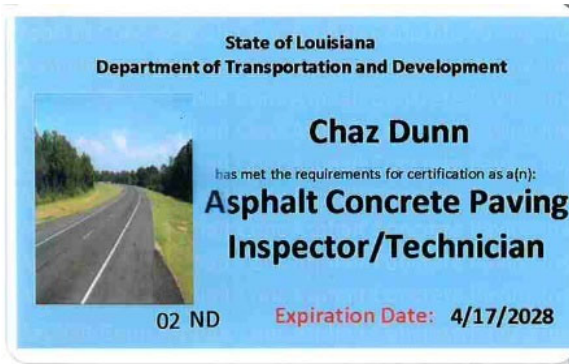 State of Louisiana
Department of Transportation and Development
Chaz Dunn
has met the requirements for certification as a(n):
Asphalt Concrete Paving
Inspector/Technician
02 ND
Expiration Date: 4/17/2028